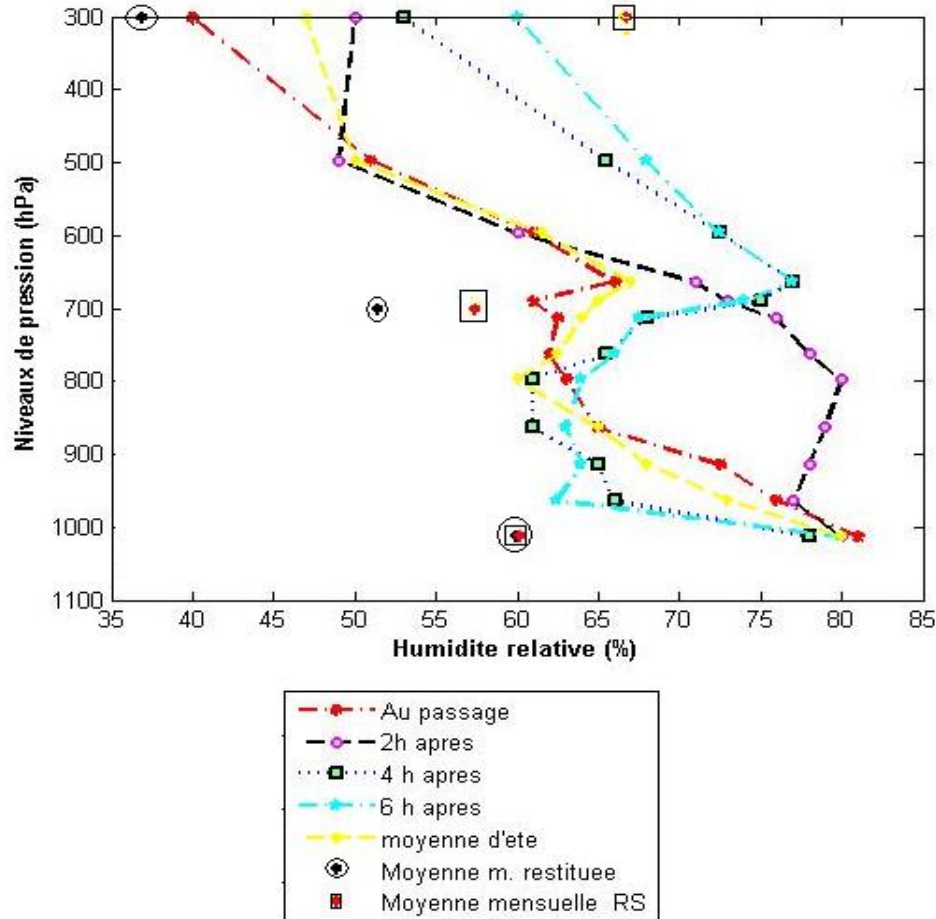 300
400
500
600
700
800
900
1000
1100
Niveaux de pression (hPa)
35 40 45 50 55 60 65 70 75 80 85
Humidite relative (%)
Au passage
2h apres
4 h apres
6 h apres
moyenne d'ete
Moyenne m. restituee
Moyenne mensuelle RS